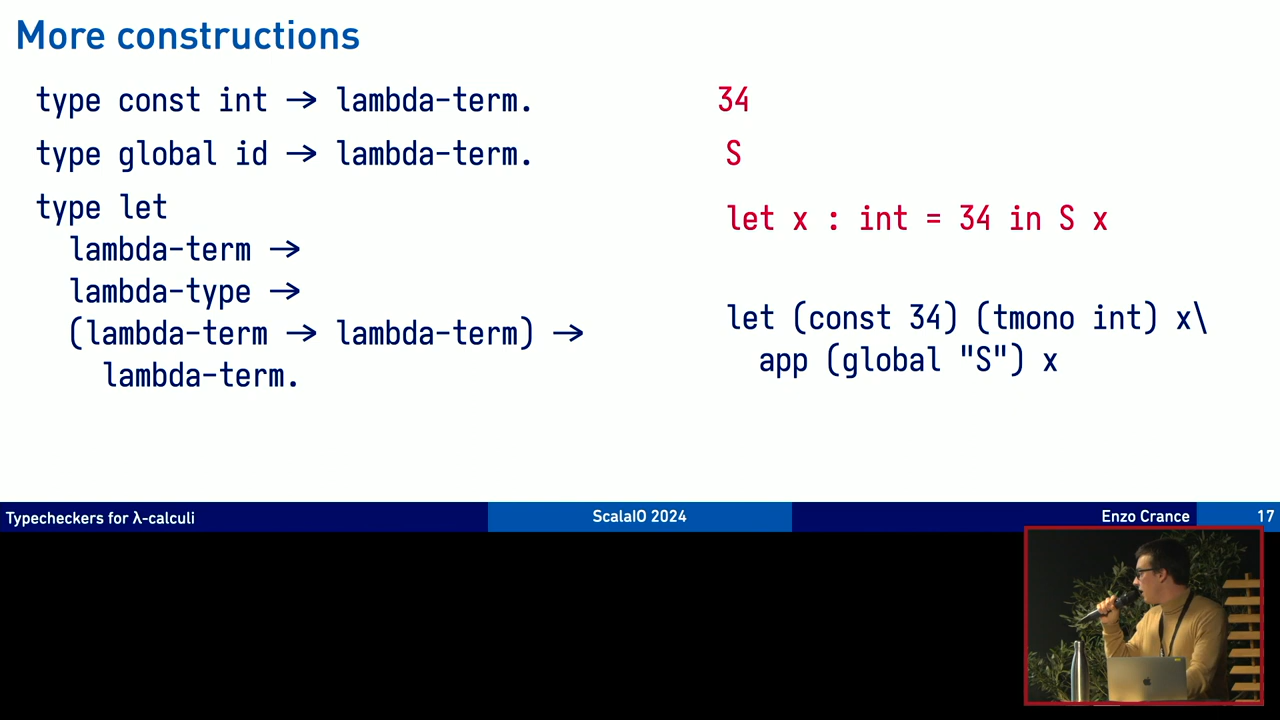 More constructions
type const int → lambda-term.
34
type global id → lambda-term.
S
type let
lambda-term →
lambda-type →
(lambda-term → lambda-term) →
lambda-term.
let x : int = 34 in S x
let (const 34) (tmono int) x\
app (global "S") x
Typecheckers for λ-calculi
ScalaIO 2024
Enzo Crance
17